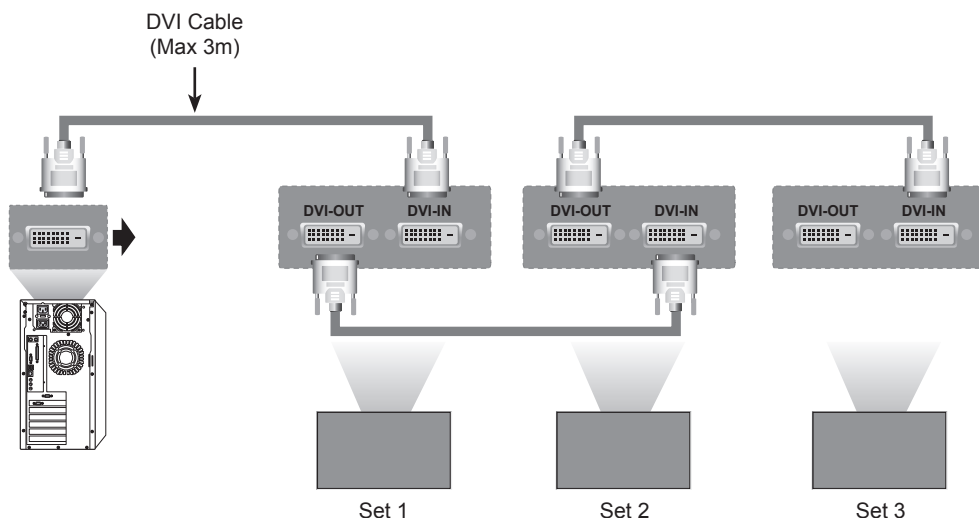 DVI Cable
(Max 3m)
DVI-OUT DVI-IN
DVI-OUT DVI-IN
DVI-OUT DVI-IN
Set 1
Set 2
Set 3